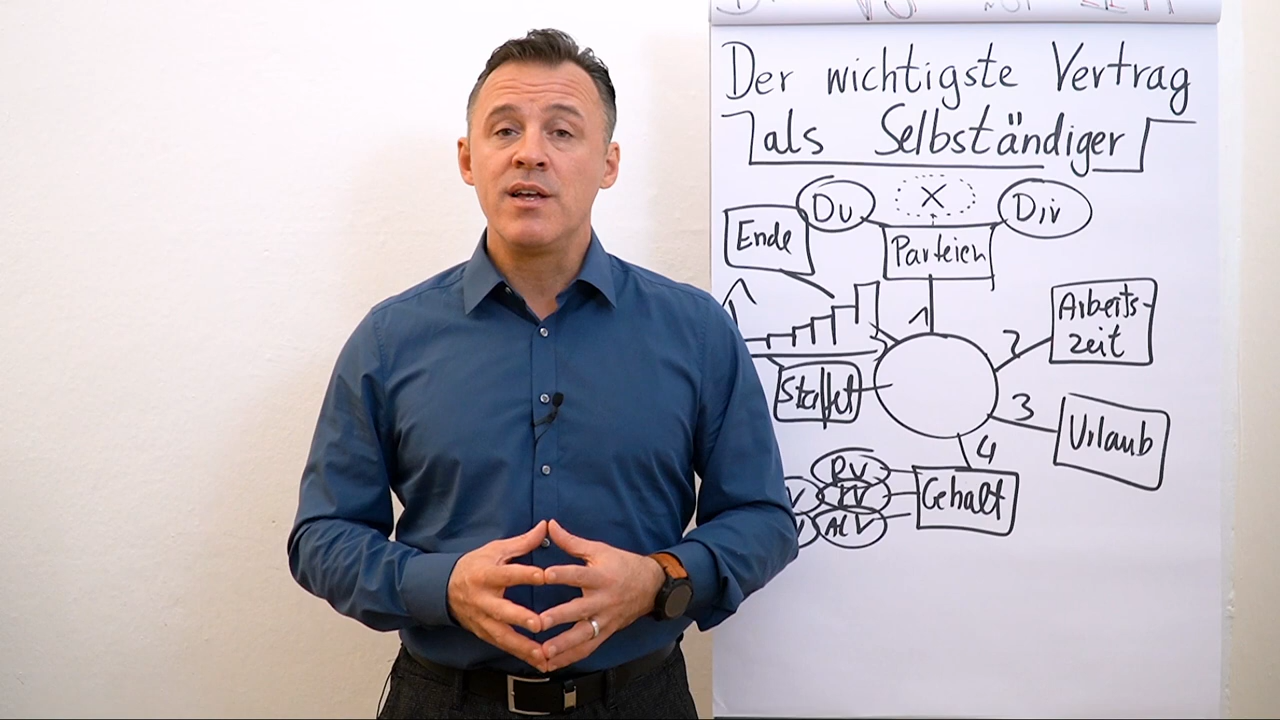 Der wichtigste Vertrag
als Selbständiger
Du X Dir
Ende
Parteien
1
Arbeits-
zeit
2
Staffel
3
Urlaub
4
RV
Gehalt
ALV